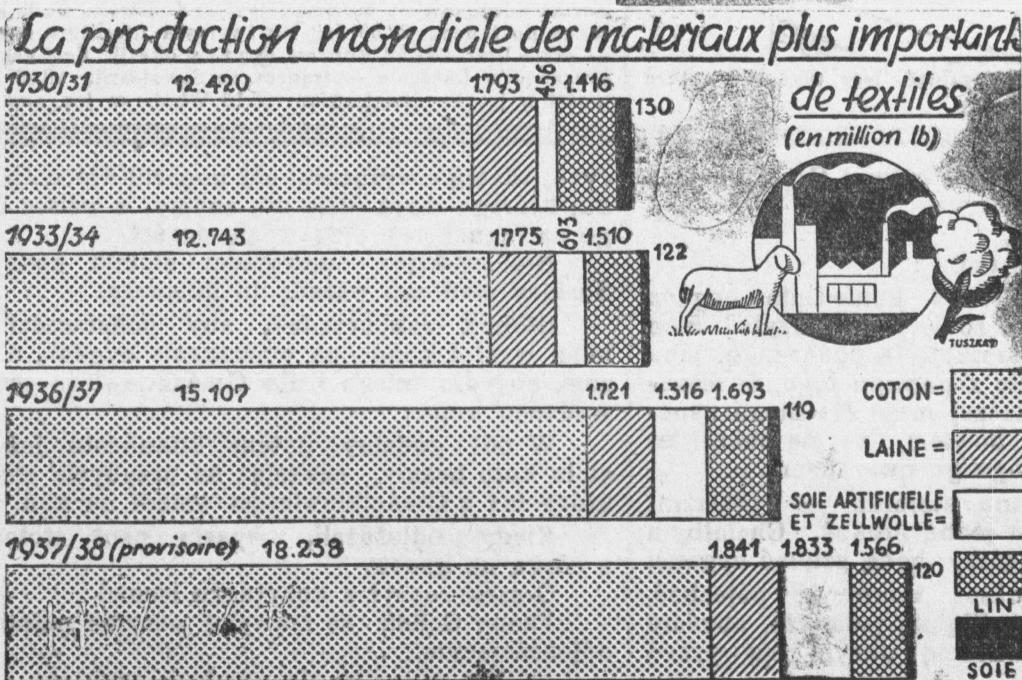 La production mondiale des materiaux plus important
de textiles
(en million lb)
1930/31 12.420 1.793 456 1.416 130
1933/34 12.743 1.775 693 1.510 122
1936/37 15.107 1.721 1.316 1.693 119
1937/38 (provisoire) 18.238 1.841 1.833 1.566 120
TUSZKAY
COTON=
LAINE =
SOIE ARTIFICIELLE
ET ZELLWOLLE=
LIN
SOIE